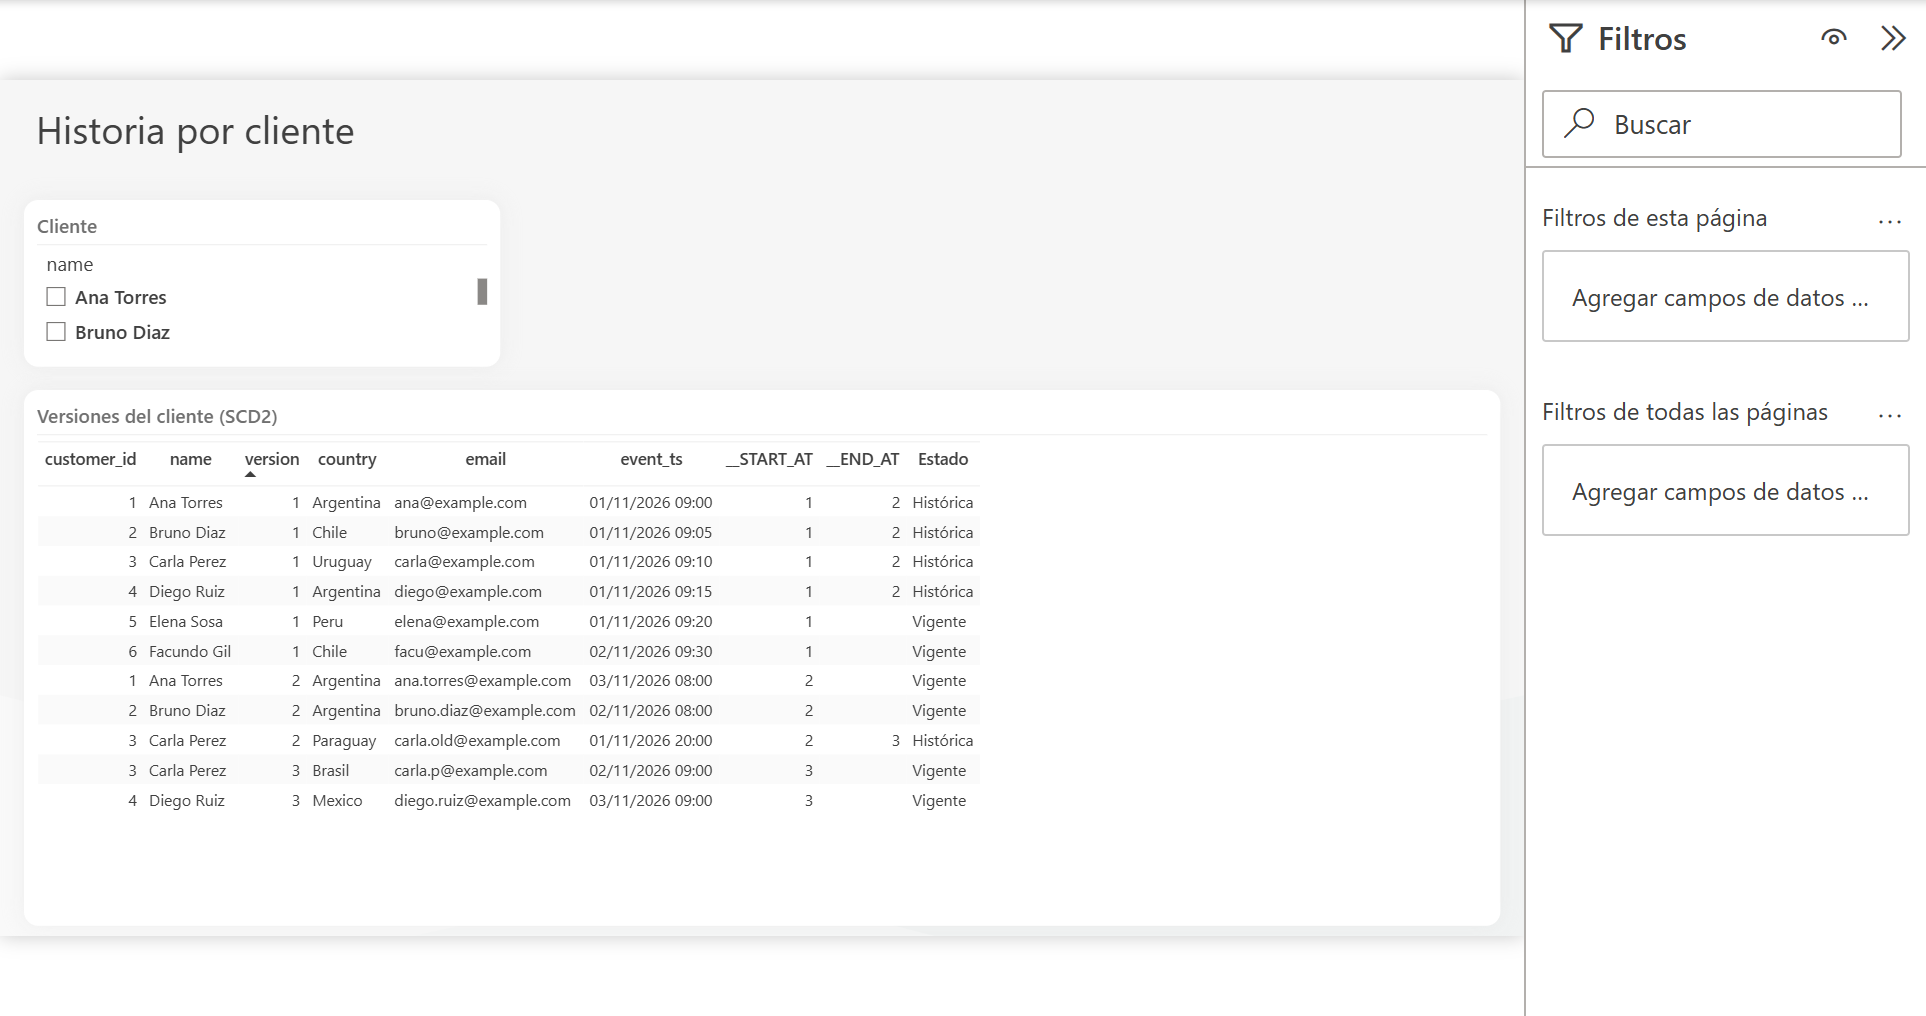 Historia por cliente
Cliente
name
Ana Torres
Bruno Diaz
Versiones del cliente (SCD2)
customer_id name version country email event_ts __START_AT __END_AT Estado
1 Ana Torres 1 Argentina ana@example.com 01/11/2026 09:00 1 2 Histórica
2 Bruno Diaz 1 Chile bruno@example.com 01/11/2026 09:05 1 2 Histórica
3 Carla Perez 1 Uruguay carla@example.com 01/11/2026 09:10 1 2 Histórica
4 Diego Ruiz 1 Argentina diego@example.com 01/11/2026 09:15 1 2 Histórica
5 Elena Sosa 1 Peru elena@example.com 01/11/2026 09:20 1 Vigente
6 Facundo Gil 1 Chile facu@example.com 02/11/2026 09:30 1 Vigente
1 Ana Torres 2 Argentina ana.torres@example.com 03/11/2026 08:00 2 Vigente
2 Bruno Diaz 2 Argentina bruno.diaz@example.com 02/11/2026 08:00 2 Vigente
3 Carla Perez 2 Paraguay carla.old@example.com 01/11/2026 20:00 2 3 Histórica
3 Carla Perez 3 Brasil carla.p@example.com 02/11/2026 09:00 3 Vigente
4 Diego Ruiz 3 Mexico diego.ruiz@example.com 03/11/2026 09:00 3 Vigente
Filtros
Buscar
Filtros de esta página ...
Agregar campos de datos ...
Filtros de todas las páginas ...
Agregar campos de datos ...